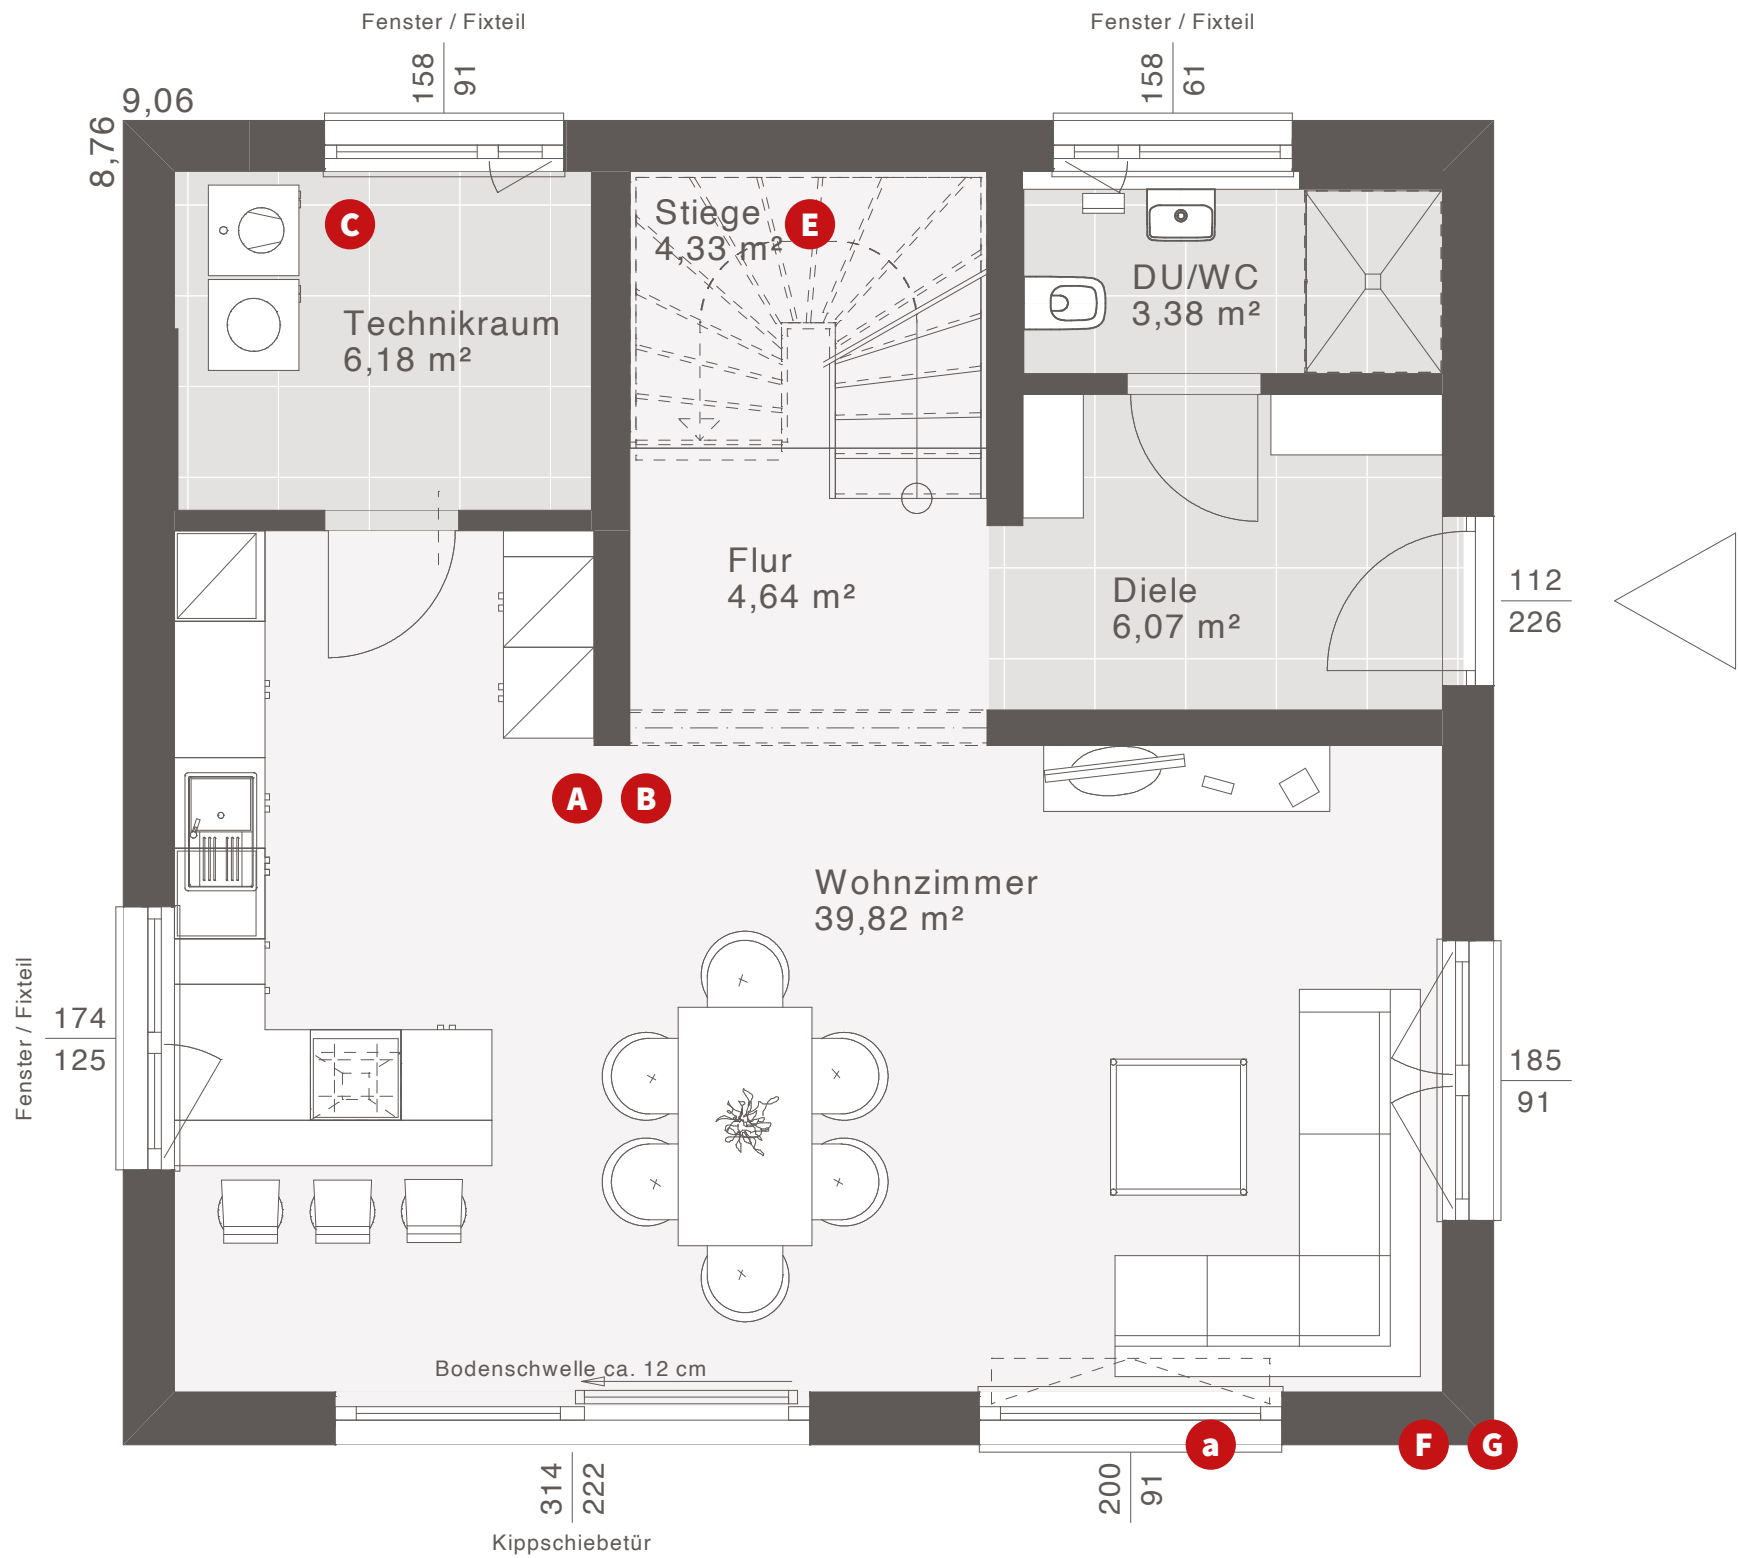 Fenster / Fixteil
Fenster / Fixteil
158
91
158
61
9,06
8,76
C
Stiege
4,33 m²
E
DU/WC
3,38 m²
Technikraum
6,18 m²
Flur
4,64 m²
Diele
6,07 m²
112
226
A
B
Wohnzimmer
39,82 m²
Fenster / Fixteil
174
125
185
91
Bodenschwelle ca. 12 cm
a
F
G
314
222
200
91
Kippschiebetür